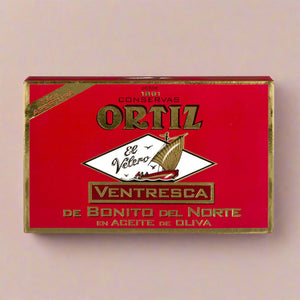 1891
CONSERVAS
ORTIZ
El
Velero
VENTRESCA
DE BONITO DEL NORTE
EN ACEITE DE OLIVA